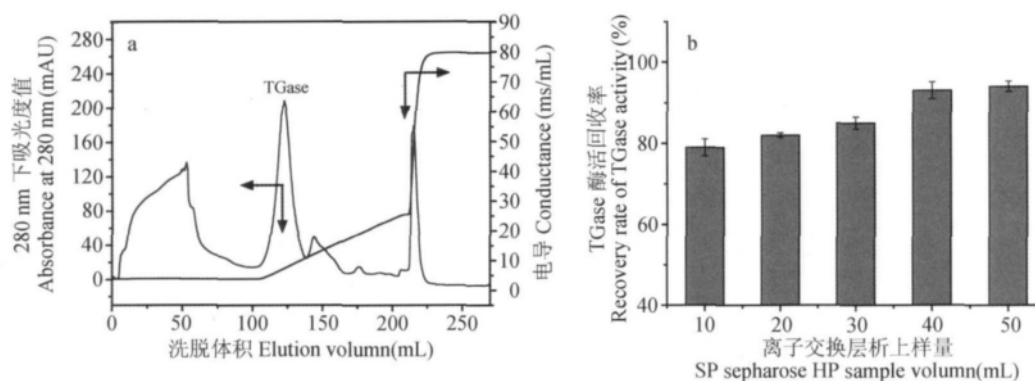 a
280 nm 下吸光度值
Absorbance at 280 nm (mAU)
280
240
200
160
120
80
40
0
TGase
90
80
70
60
50
40
30
20
10
0
电导 Conductance (ms/mL)
0 50 100 150 200 250
洗脱体积 Elution volumn(mL)
b
TGase 酶活回收率
Recovery rate of TGase activity (%)
100
80
60
40
10 20 30 40 50
离子交换层析上样量
SP sepharose HP sample volumn(mL)